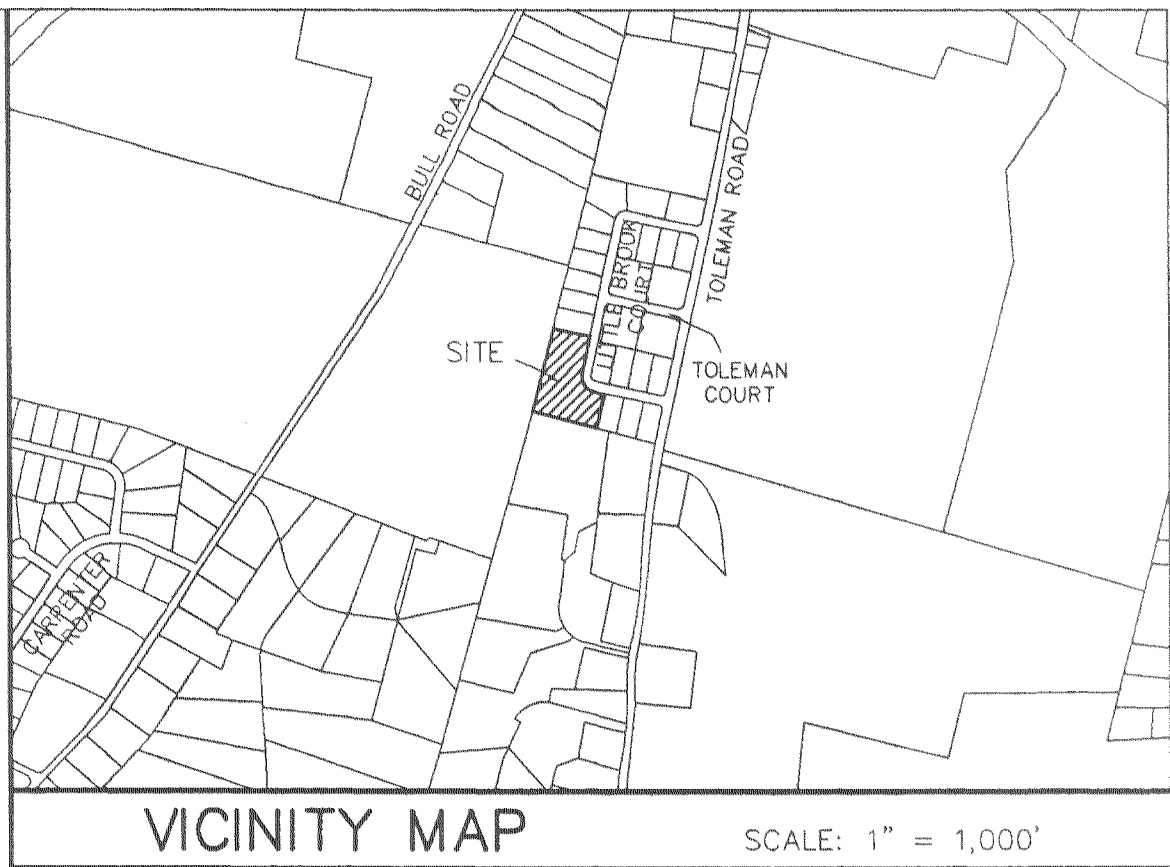 BULL ROAD
TOLEMAN ROAD
LITTLE BROOK
COURT
SITE
TOLEMAN
COURT
CARPENTER
ROAD
VICINITY MAP
SCALE: 1" = 1,000'